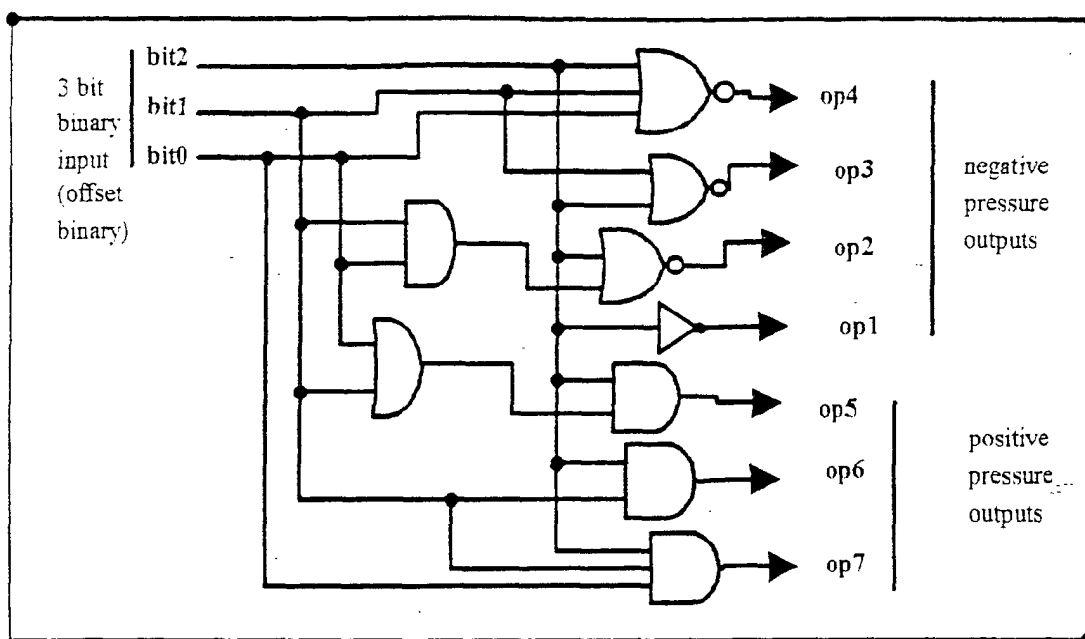 3 bit
binary
input
(offset
binary)
bit2
bit1
bit0
op4
op3
op2
op1
op5
op6
op7
negative
pressure
outputs
positive
pressure
outputs